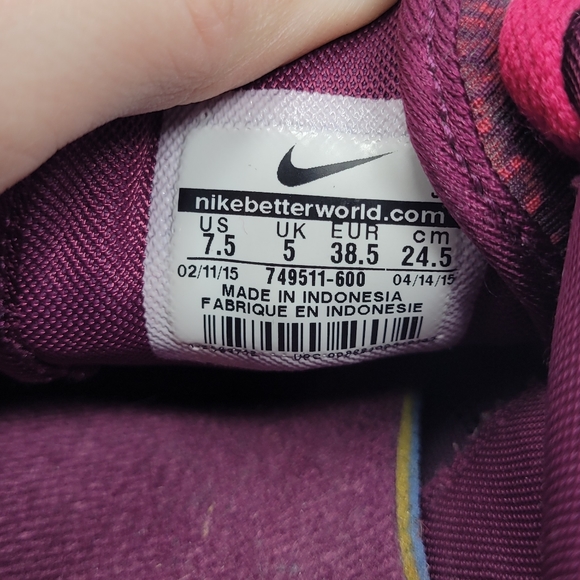 nikebetterworld.com
US UK EUR cm
7.5 5 38.5 24.5
02/11/15 749511-600 04/14/15
MADE IN INDONESIA
FABRIQUE EN INDONESIE
UPC